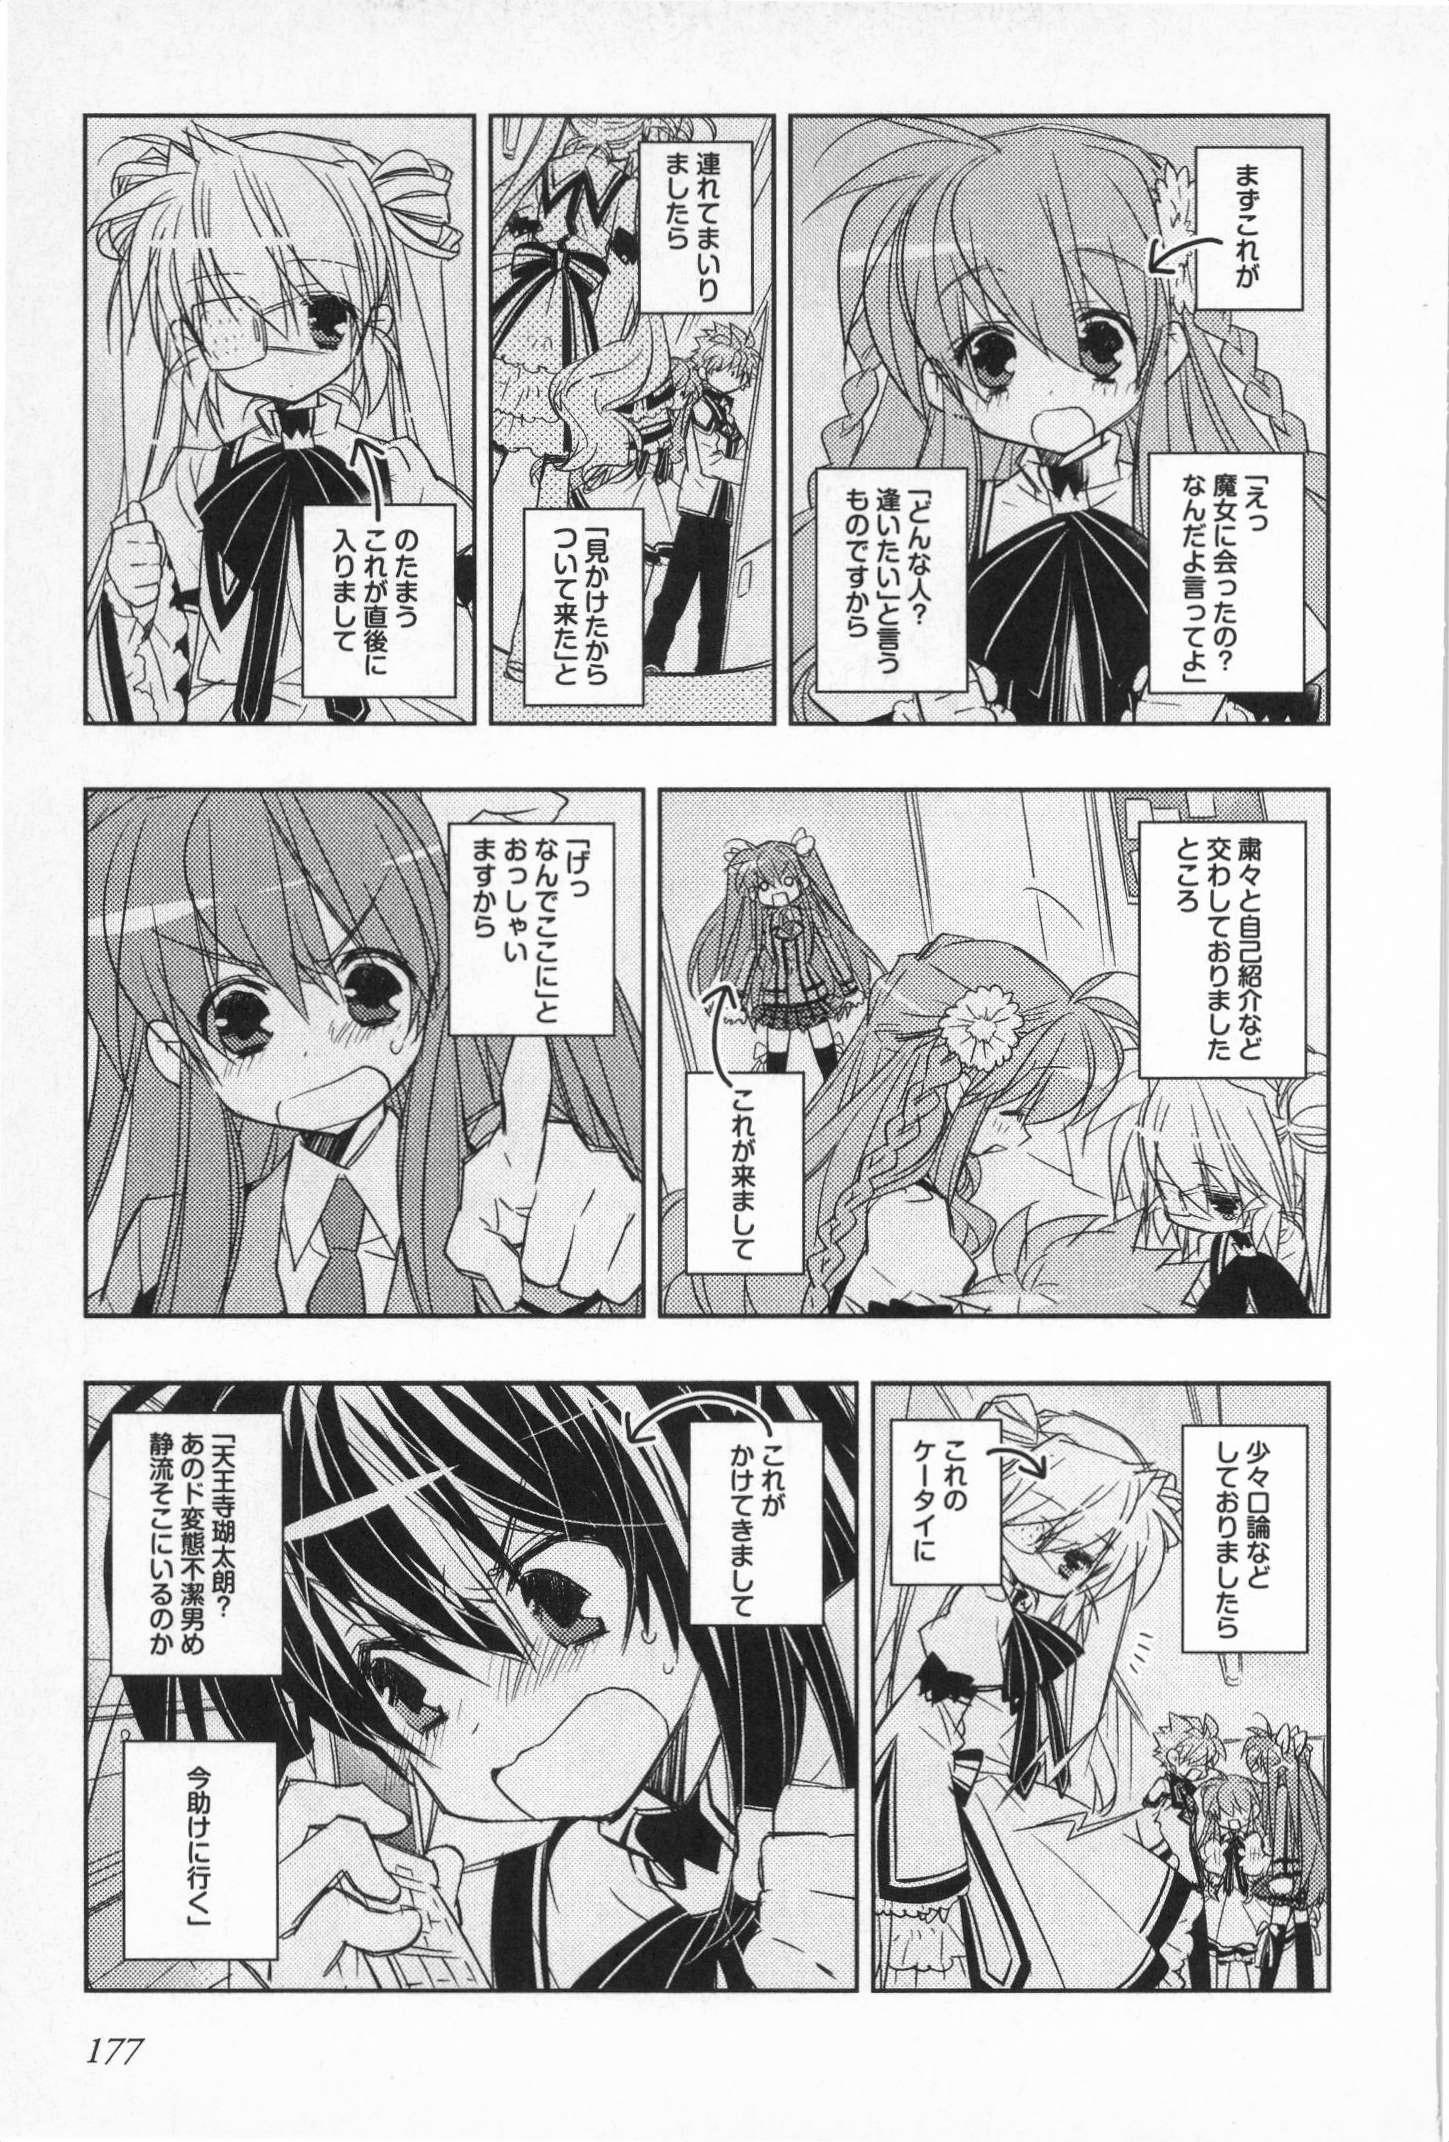 まずこれが
「えっ
魔女に会ったの？
なんだよ言ってよ」
「どんな人？
逢いたい」と言う
ものですから
連れてまいり
ましたら
「見かけたから
ついて来た」と
のたまう
これが直後に
入りまして
粛々と自己紹介など
交わしておりました
ところ
これが来まして
「げっ
なんでここに」と
おっしゃい
ますから
少々口論など
しておりましたら
これの
ケータイに
これが
かけてきまして
「天王寺瑚太朗？
あのド変態不潔男め
静流そこにいるのか
今助けに行く」
177